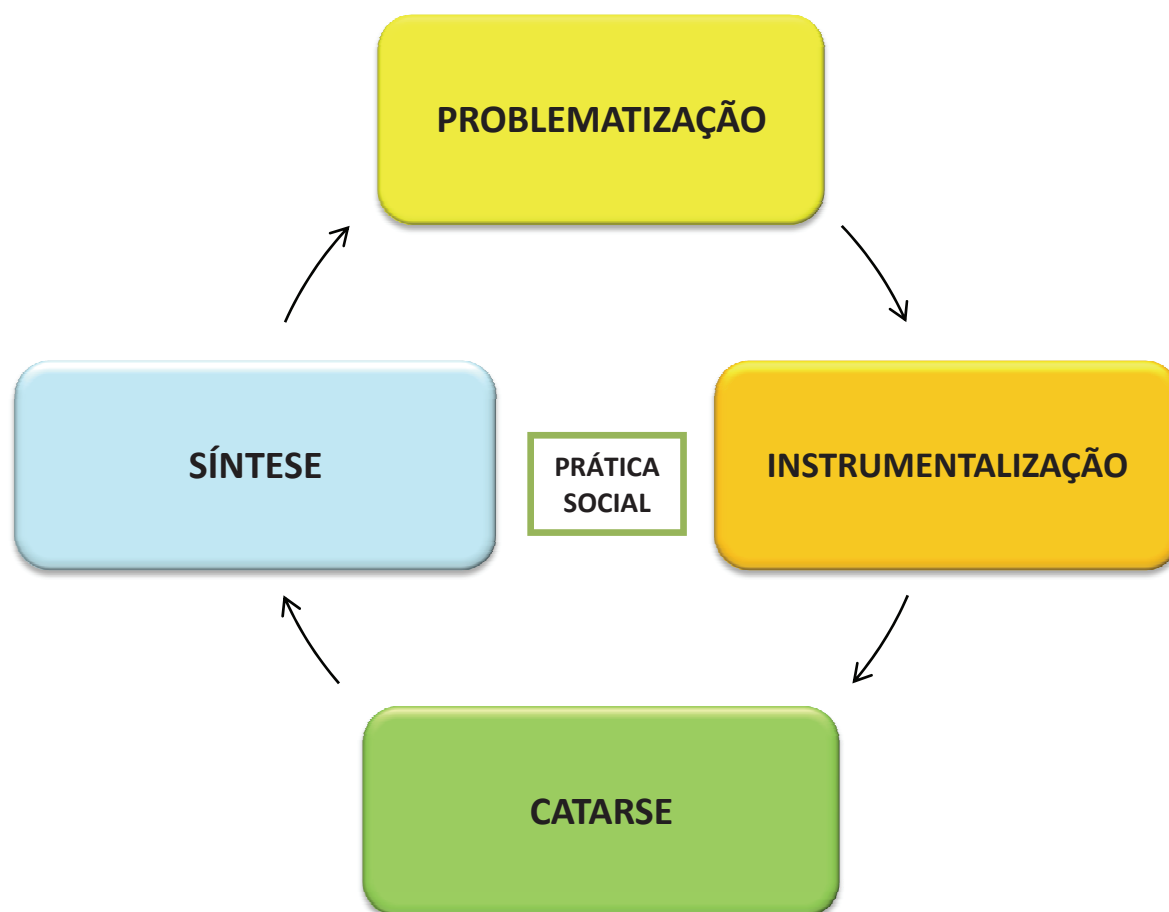 PROBLEMATIZAÇÃO
SÍNTESE
PRÁTICA
SOCIAL
INSTRUMENTALIZAÇÃO
CATARSE